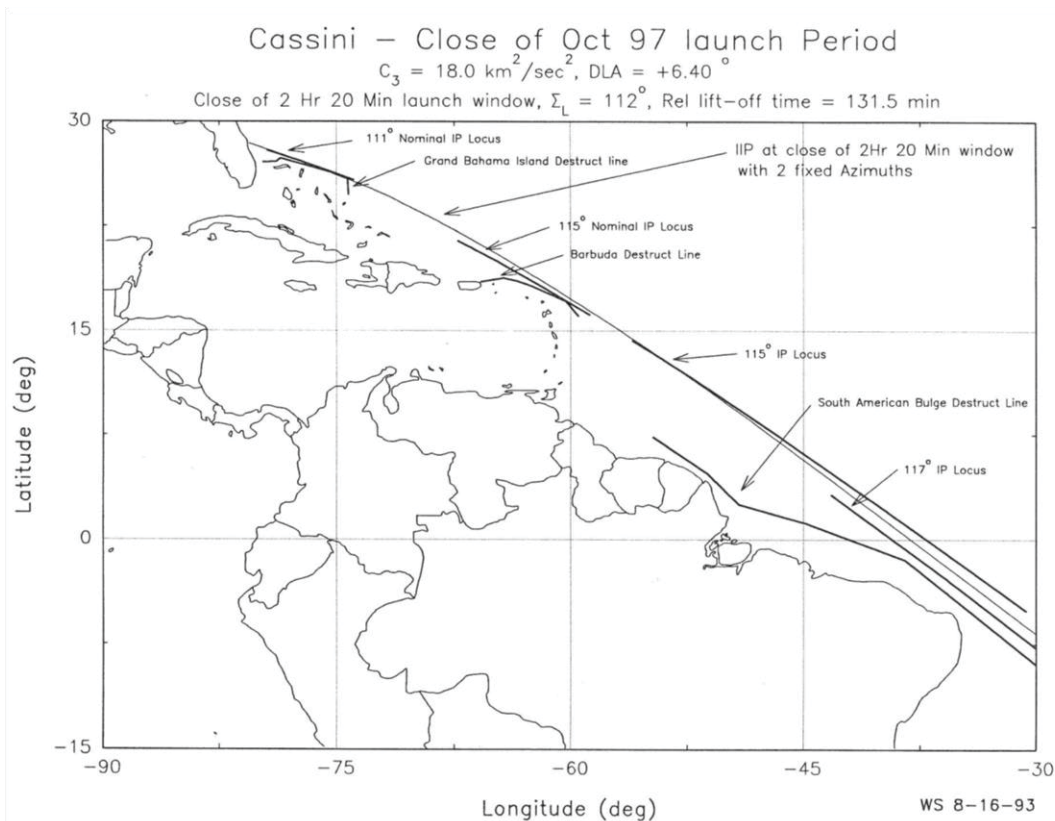 Cassini – Close of Oct 97 launch Period
C₃ = 18.0 km²/sec², DLA = +6.40 °
Close of 2 Hr 20 Min launch window, Σ_L = 112°, Rel lift–off time = 131.5 min
30
111° Nominal IP Locus
Grand Bahama Island Destruct line
IIP at close of 2Hr 20 Min window
with 2 fixed Azimuths
115° Nominal IP Locus
Barbuda Destruct Line
15
115° IP Locus
South American Bulge Destruct Line
117° IP Locus
Latitude (deg)
0
−15
−90
−75
−60
−45
−30
Longitude (deg)
WS 8–16–93